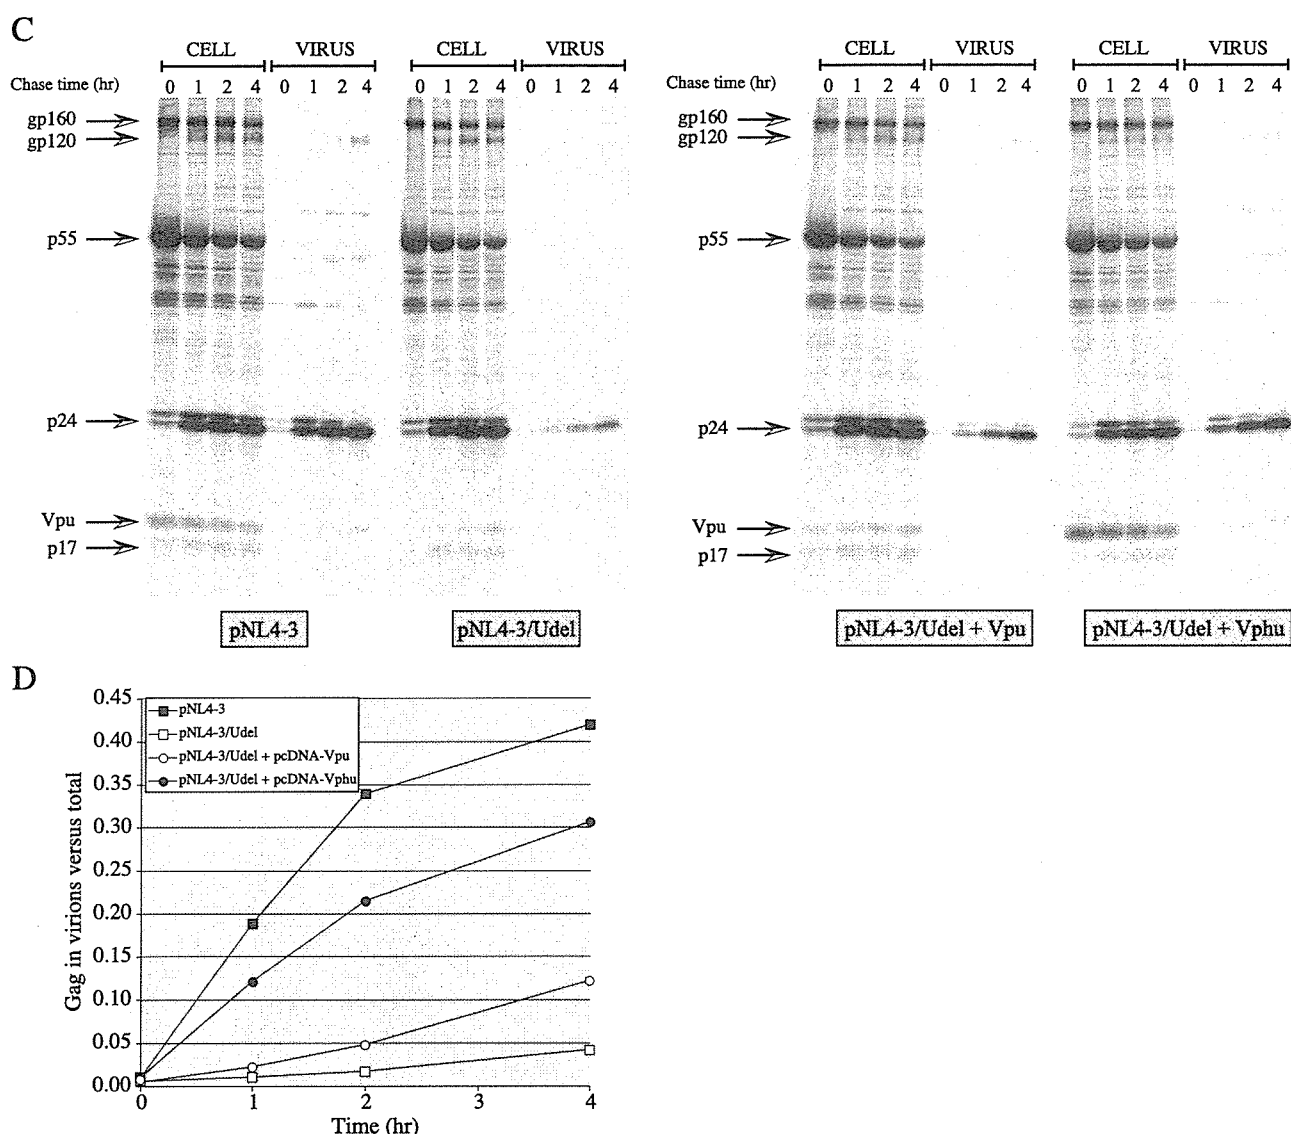 C
CELL VIRUS CELL VIRUS CELL VIRUS CELL VIRUS
Chase time (hr) 0 1 2 4 0 1 2 4 0 1 2 4 0 1 2 4 Chase time (hr) 0 1 2 4 0 1 2 4 0 1 2 4 0 1 2 4
gp160 gp160
gp120 gp120
p55 p55
p24 p24
Vpu Vpu
p17 p17
pNL4-3 pNL4-3/Udel pNL4-3/Udel + Vpu pNL4-3/Udel + Vphu
D
Gag in virions versus total
0.45
0.40
0.35
0.30
0.25
0.20
0.15
0.10
0.05
0.00
pNL4-3
pNL4-3/Udel
pNL4-3/Udel + pcDNA-Vpu
pNL4-3/Udel + pcDNA-Vphu
0 1 2 3 4
Time (hr)